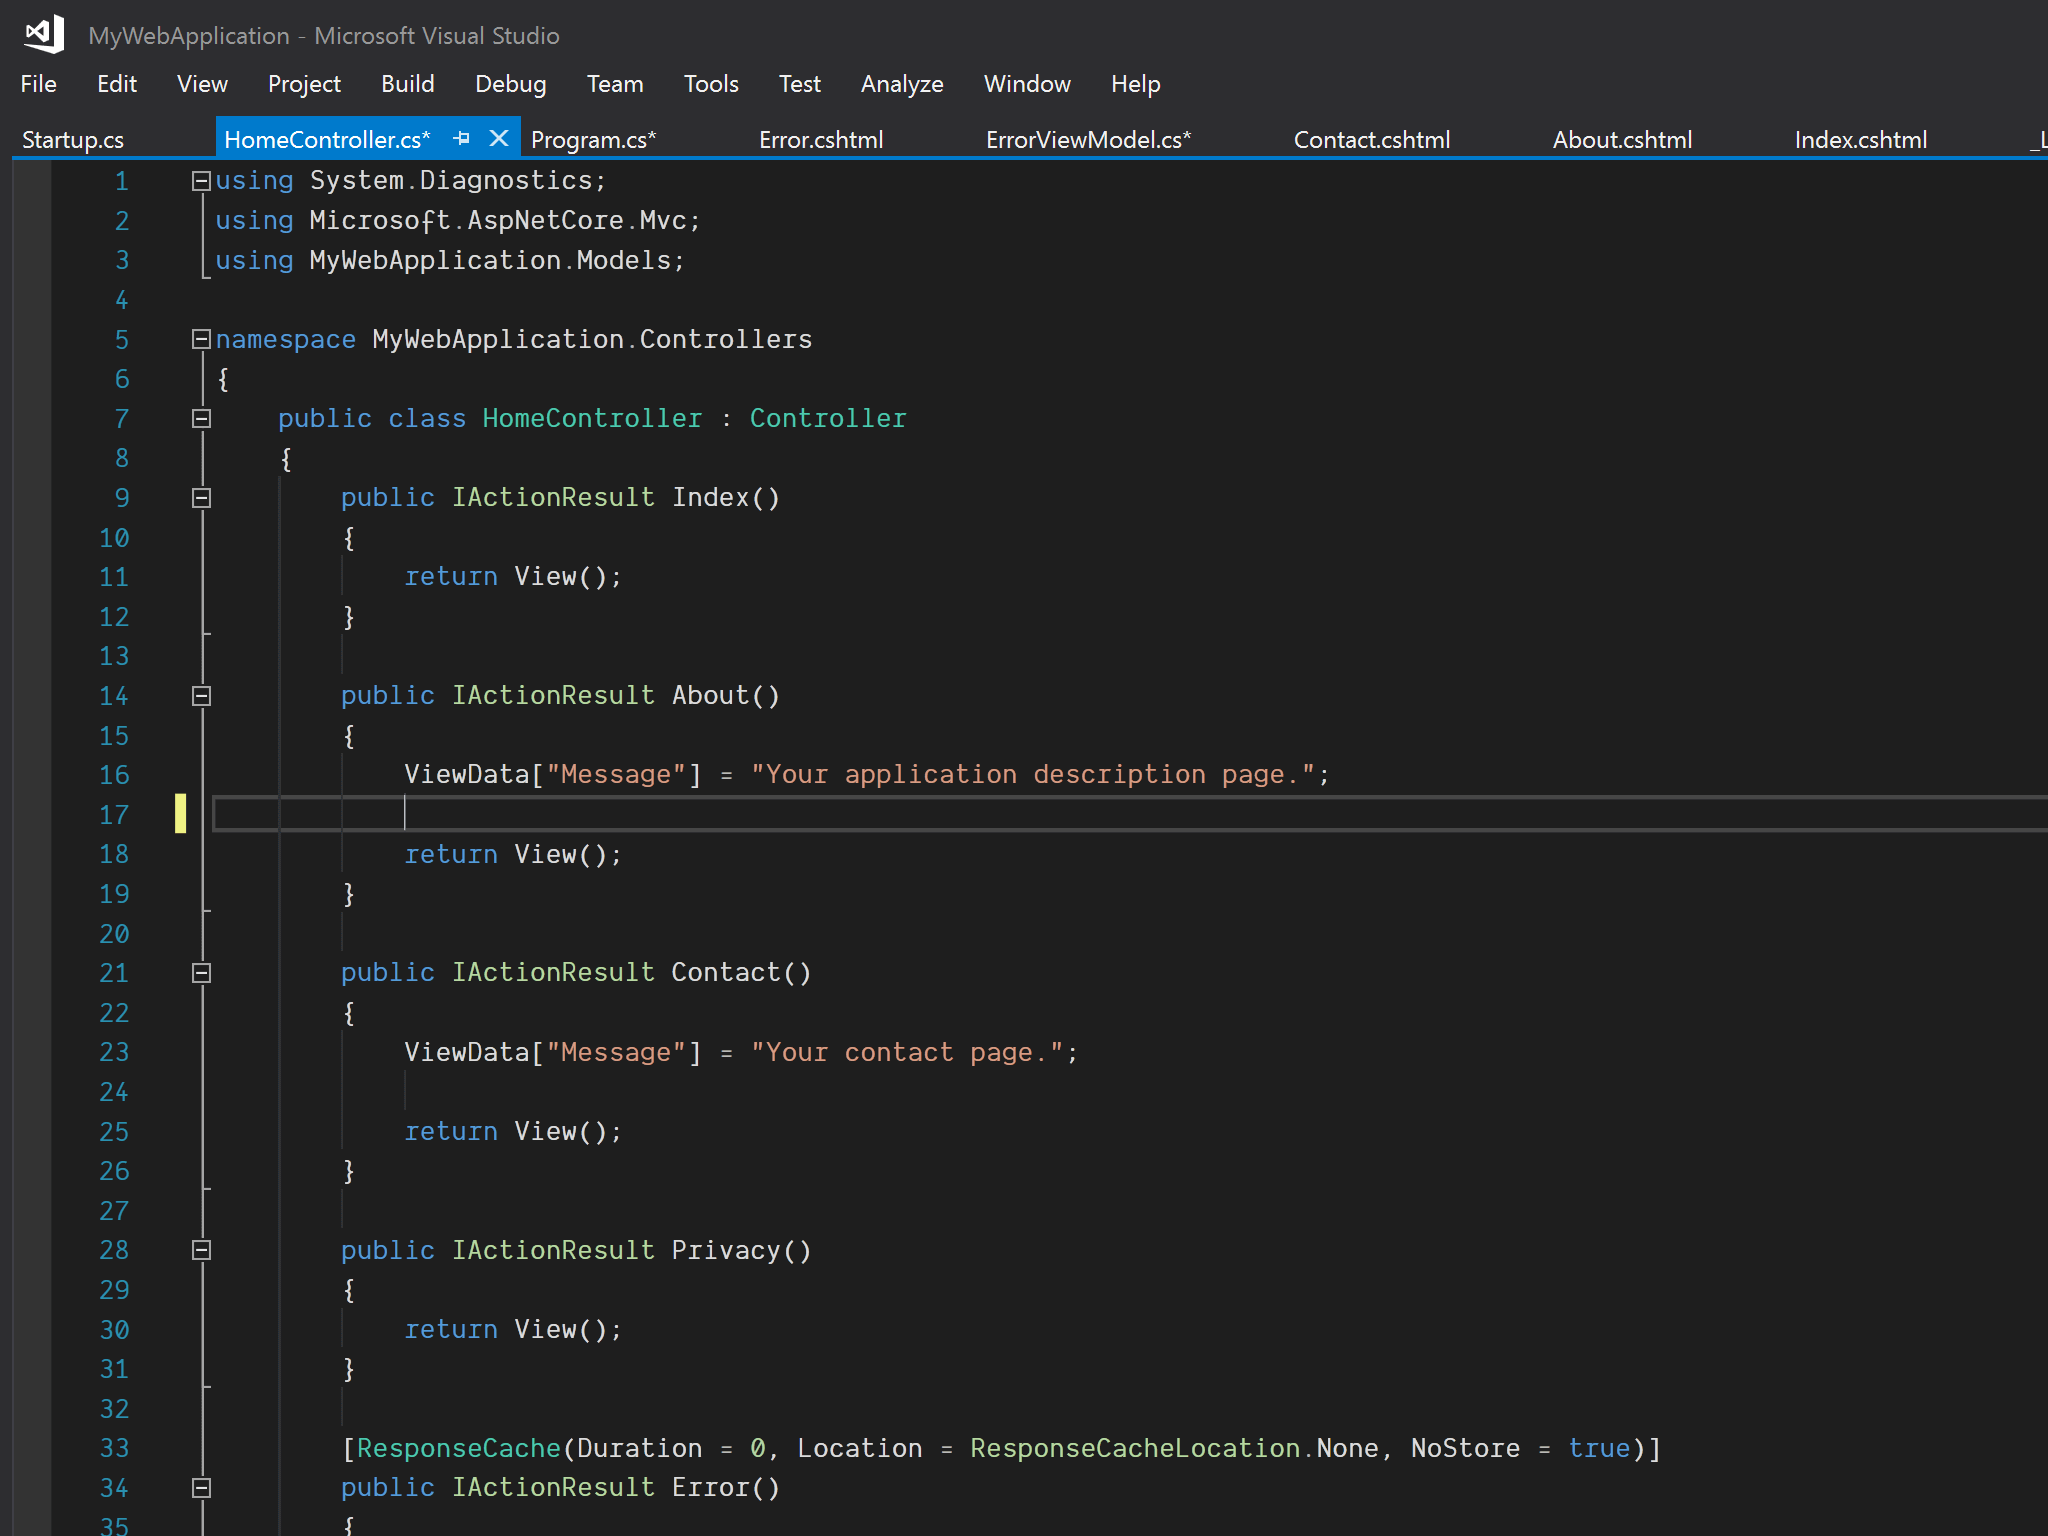 MyWebApplication - Microsoft Visual Studio
File Edit View Project Build Debug Team Tools Test Analyze Window Help
Startup.cs HomeController.cs* Program.cs* Error.cshtml ErrorViewModel.cs* Contact.cshtml About.cshtml Index.cshtml _L
1 using System.Diagnostics;
2 using Microsoft.AspNetCore.Mvc;
3 using MyWebApplication.Models;
4
5 namespace MyWebApplication.Controllers
6 {
7 public class HomeController : Controller
8 {
9 public IActionResult Index()
10 {
11 return View();
12 }
13
14 public IActionResult About()
15 {
16 ViewData["Message"] = "Your application description page.";
17
18 return View();
19 }
20
21 public IActionResult Contact()
22 {
23 ViewData["Message"] = "Your contact page.";
24
25 return View();
26 }
27
28 public IActionResult Privacy()
29 {
30 return View();
31 }
32
33 [ResponseCache(Duration = 0, Location = ResponseCacheLocation.None, NoStore = true)]
34 public IActionResult Error()
35 {